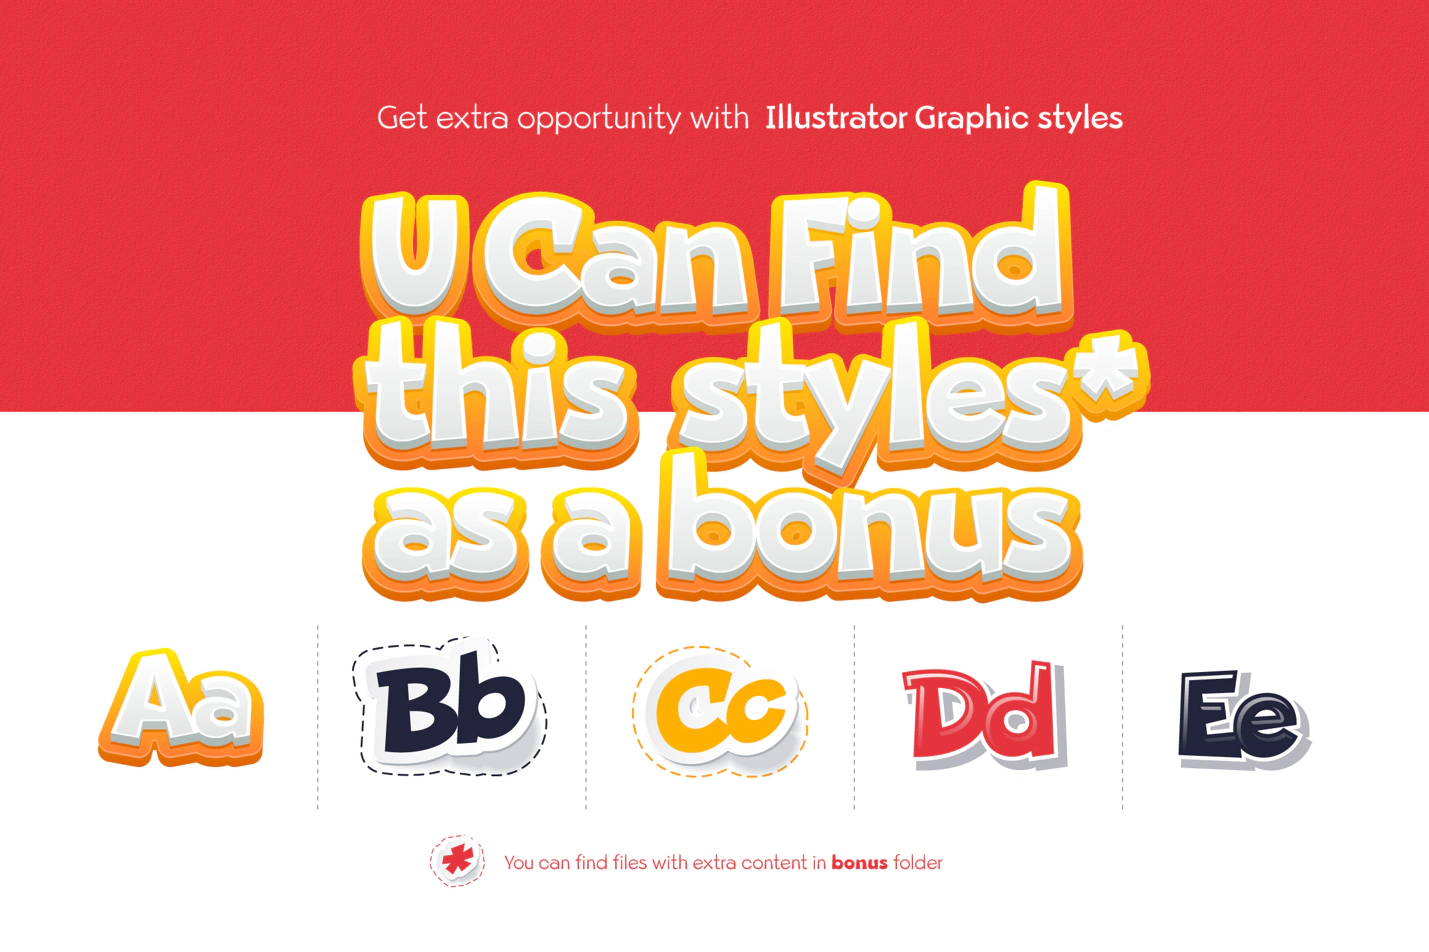 Get extra opportunity with Illustrator Graphic styles
U Can Find
this styles*
as a bonus
Aa Bb Cc Dd Ee
* You can find files with extra content in bonus folder